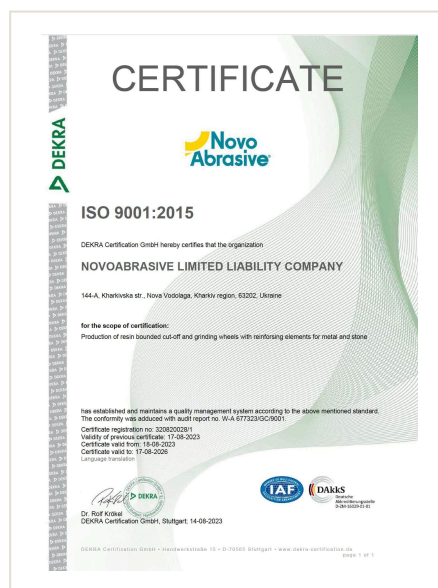 CERTIFICATE
DEKRA
Novo
Abrasive
ISO 9001:2015
DEKRA Certification GmbH hereby certifies that the organization
NOVOABRASIVE LIMITED LIABILITY COMPANY
144-A, Kharkivska str., Nova Vodolaga, Kharkiv region, 63202, Ukraine
for the scope of certification:
Production of resin bounded cut-off and grinding wheels with reinforsing elements for metal and stone
has established and maintains a quality management system according to the above mentioned standard.
The conformity was adduced with audit report no. W-A 677323/GC/9001.
Certificate registration no: 320820028/1
Validity of previous certificate: 17-08-2023
Certificate valid from: 18-08-2023
Certificate valid to: 17-08-2026
Language translation
DEKRA
IAF
DAkkS
Deutsche
Akkreditierungsstelle
D-ZM-16029-01-01
Dr. Rolf Krökel
DEKRA Certification GmbH, Stuttgart; 14-08-2023
DEKRA Certification GmbH • Handwerkstraße 15 • D-70565 Stuttgart • www.dekra-certification.de
page 1 of 1